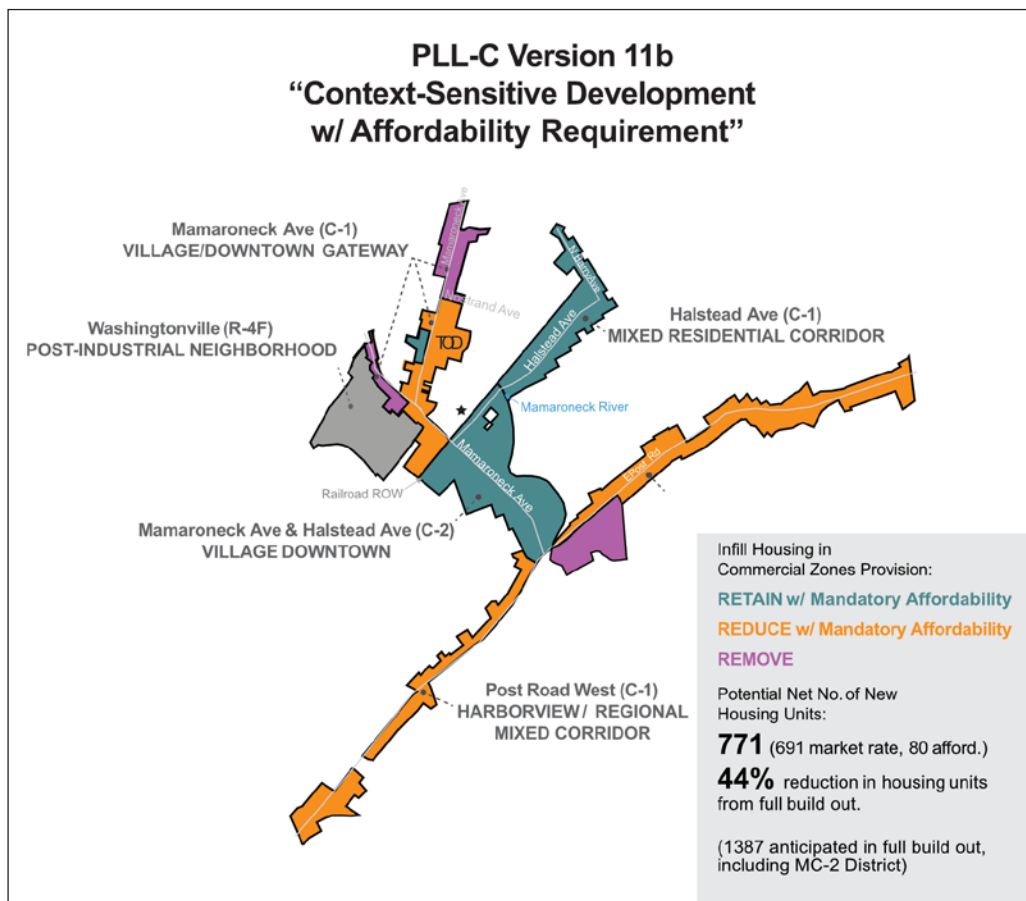 PLL-C Version 11b
“Context-Sensitive Development
w/ Affordability Requirement”
Mamaroneck Ave (C-1)
VILLAGE/DOWNTOWN GATEWAY
Mamaroneck Ave
Nostrand Ave
Washingtonville (R-4F)
POST-INDUSTRIAL NEIGHBORHOOD
TOD
N Barry Ave
Halstead Ave
Halstead Ave (C-1)
MIXED RESIDENTIAL CORRIDOR
Mamaroneck River
Mamaroneck Ave
E Post Rd
Railroad ROW
Mamaroneck Ave & Halstead Ave (C-2)
VILLAGE DOWNTOWN
Post Road West (C-1)
HARBORVIEW / REGIONAL
MIXED CORRIDOR
Infill Housing in
Commercial Zones Provision:
RETAIN w/ Mandatory Affordability
REDUCE w/ Mandatory Affordability
REMOVE
Potential Net No. of New
Housing Units:
771 (691 market rate, 80 afford.)
44% reduction in housing units
from full build out.
(1387 anticipated in full build out,
including MC-2 District)